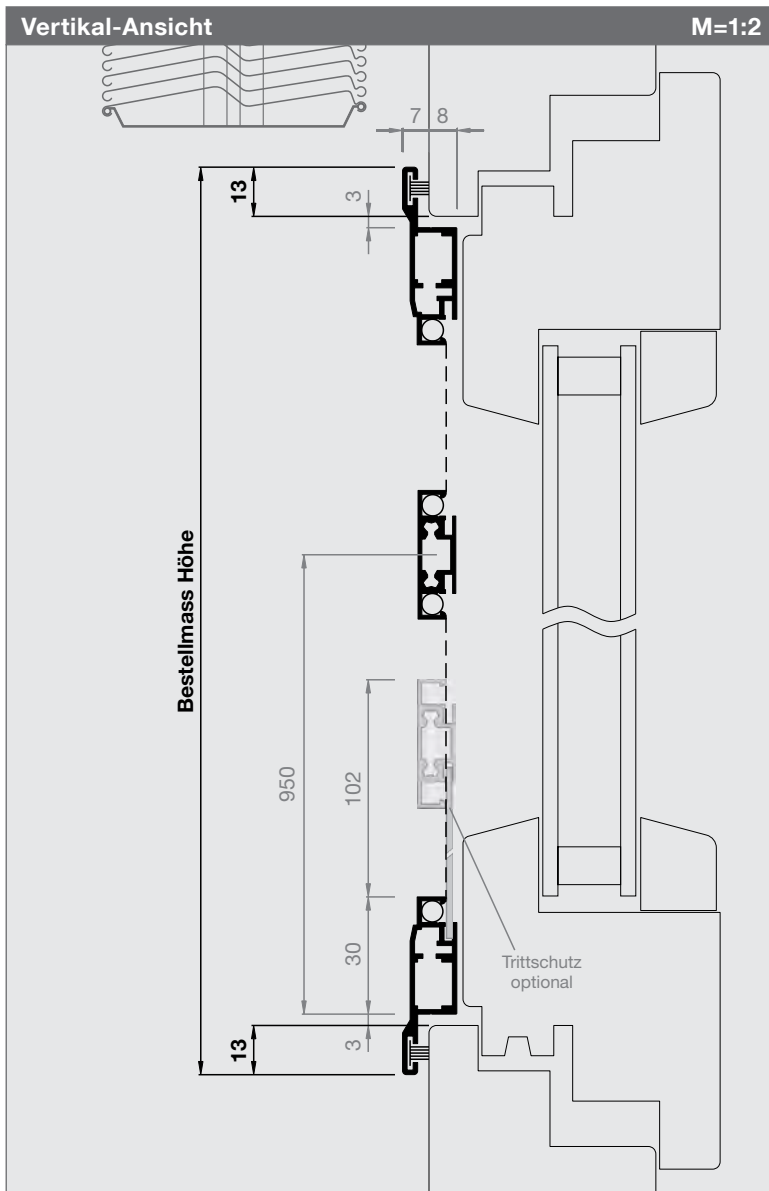 Vertikal-Ansicht M=1:2
7 8
13
3
Bestellmass Höhe
950
102
30
Trittschutz
optional
13
3